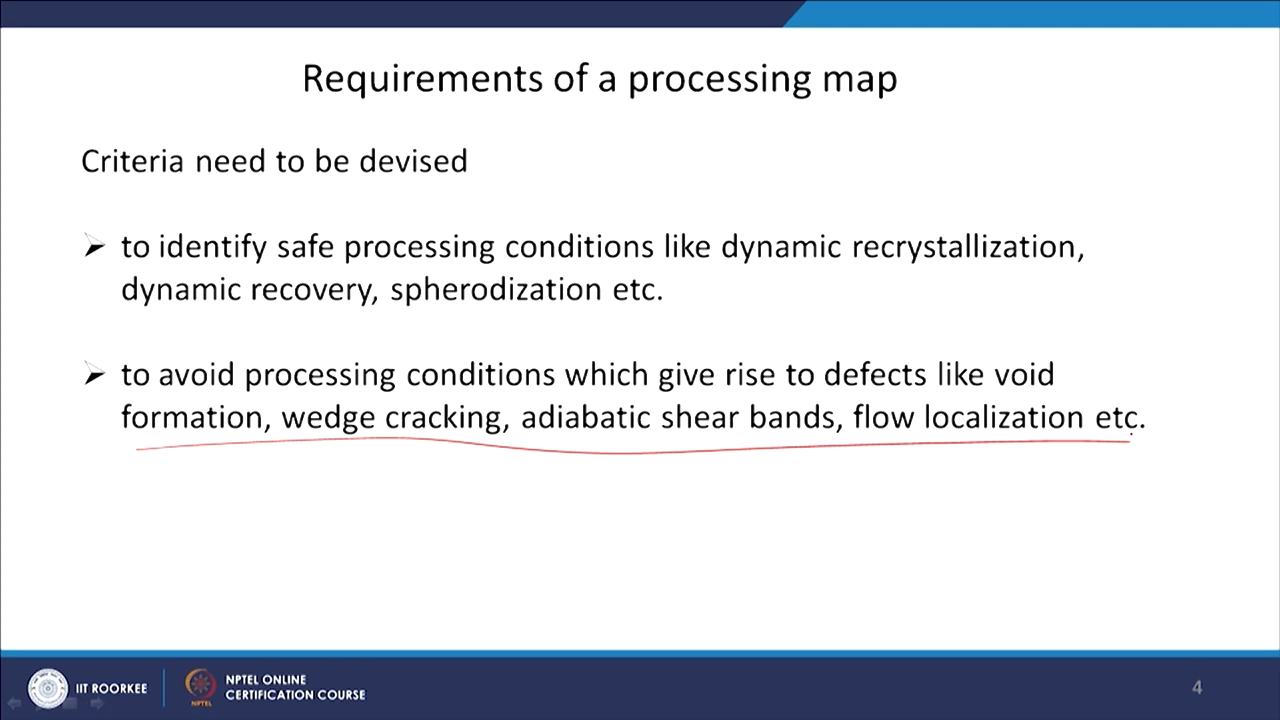 Requirements of a processing map
Criteria need to be devised
➢ to identify safe processing conditions like dynamic recrystallization,
dynamic recovery, spherodization etc.
➢ to avoid processing conditions which give rise to defects like void
formation, wedge cracking, adiabatic shear bands, flow localization etc.
IIT ROORKEE
NPTEL
NPTEL ONLINE
CERTIFICATION COURSE
4